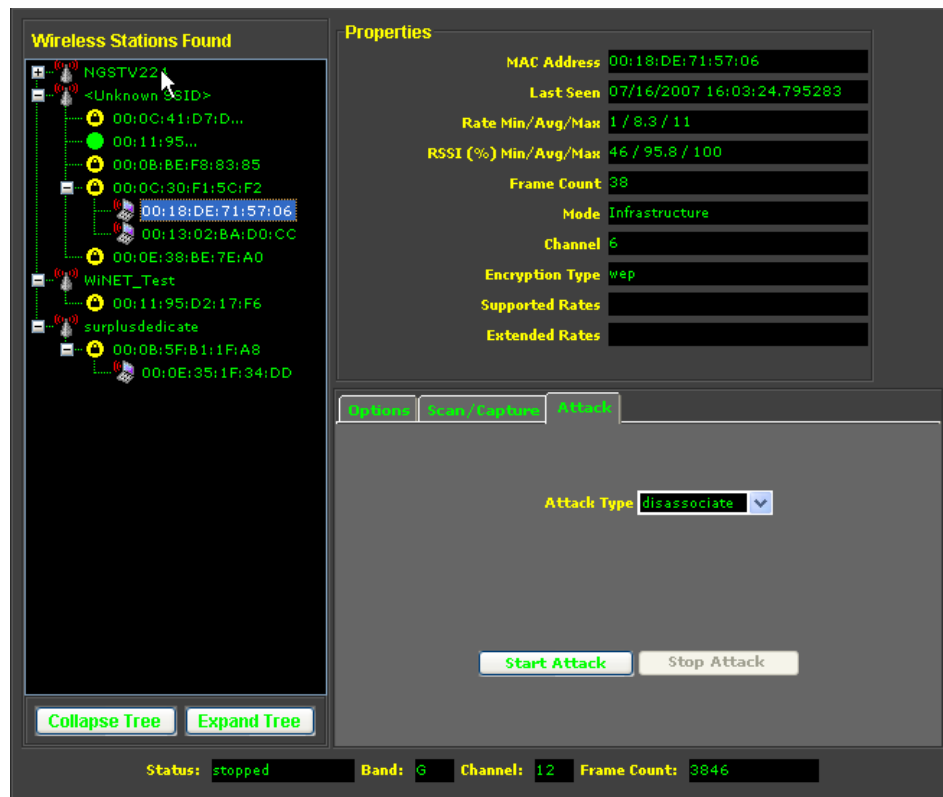 Wireless Stations Found
NGSTV221
<Unknown SSID>
00:0C:41:D7:D...
00:11:95...
00:0B:BE:F8:83:85
00:0C:30:F1:5C:F2
00:18:DE:71:57:06
00:13:02:BA:D0:CC
00:0E:38:BE:7E:A0
WiNET_Test
00:11:95:D2:17:F6
surplusdedicate
00:0B:5F:B1:1F:A8
00:0E:35:1F:34:DD
Collapse Tree Expand Tree
Properties
MAC Address 00:18:DE:71:57:06
Last Seen 07/16/2007 16:03:24.795283
Rate Min/Avg/Max 1 / 8.3 / 11
RSSI (%) Min/Avg/Max 46 / 95.8 / 100
Frame Count 38
Mode Infrastructure
Channel 6
Encryption Type wep
Supported Rates
Extended Rates
Options Scan/Capture Attack
Attack Type disassociate
Start Attack Stop Attack
Status: stopped Band: G Channel: 12 Frame Count: 3846